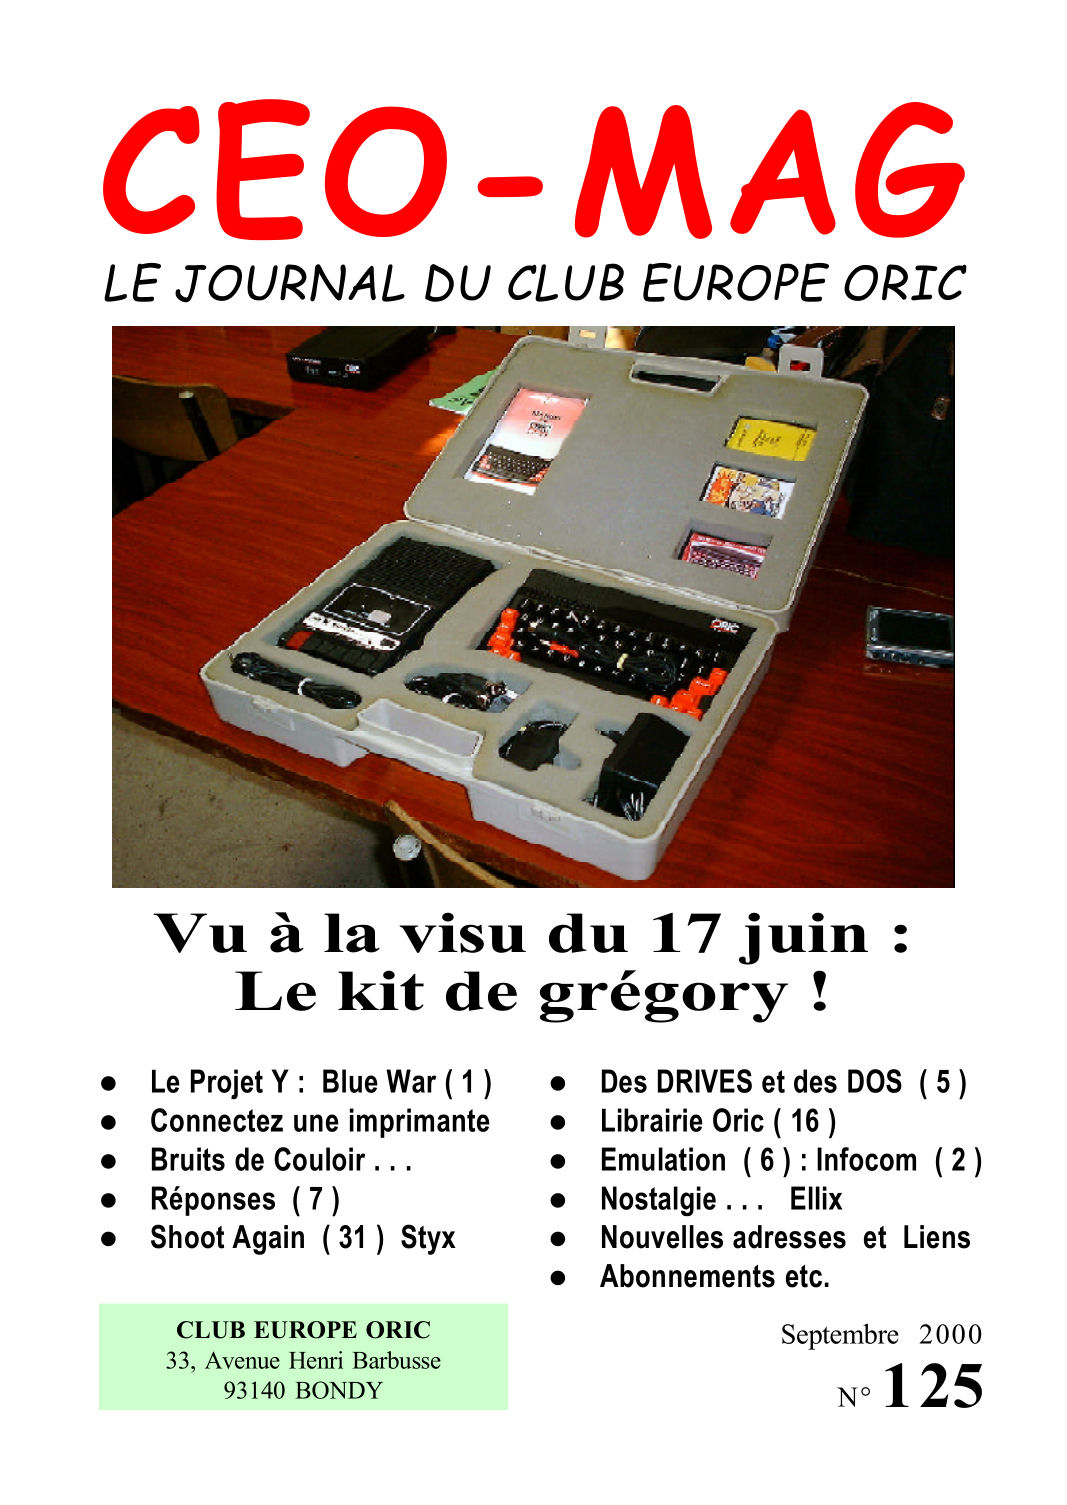 CEO-MAG
LE JOURNAL DU CLUB EUROPE ORIC
MANUEL
ORIC
Vu à la visu du 17 juin :
Le kit de grégory !
● Le Projet Y : Blue War ( 1 )
● Connectez une imprimante
● Bruits de Couloir . . .
● Réponses ( 7 )
● Shoot Again ( 31 ) Styx
● Des DRIVES et des DOS ( 5 )
● Librairie Oric ( 16 )
● Emulation ( 6 ) : Infocom ( 2 )
● Nostalgie . . . Ellix
● Nouvelles adresses et Liens
● Abonnements etc.
CLUB EUROPE ORIC
33, Avenue Henri Barbusse
93140 BONDY
Septembre 2000
N° 125